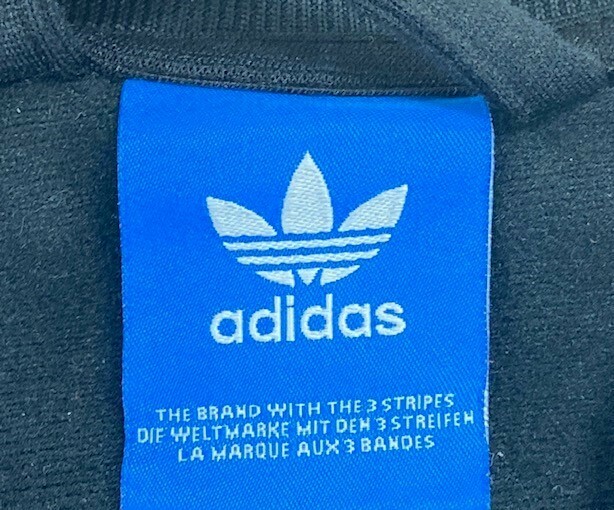 adidas
THE BRAND WITH THE 3 STRIPES
DIE WELTMARKE MIT DEN 3 STREIFEN
LA MARQUE AUX 3 BANDES